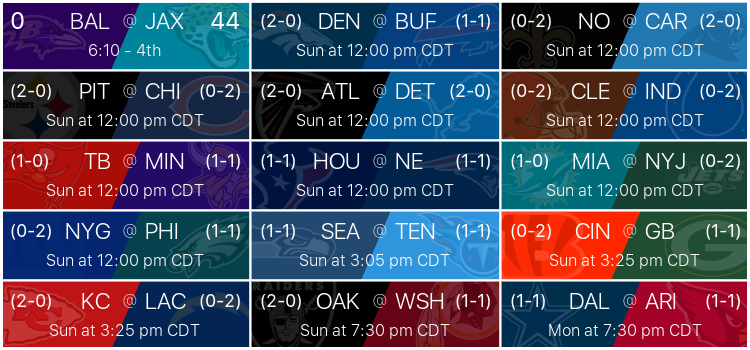 0 BAL @ JAX 44
6:10 - 4th
(2-0) DEN @ BUF (1-1)
Sun at 12:00 pm CDT
(0-2) NO @ CAR (2-0)
Sun at 12:00 pm CDT
(2-0) PIT @ CHI (0-2)
Steelers
Sun at 12:00 pm CDT
(2-0) ATL @ DET (2-0)
Sun at 12:00 pm CDT
(0-2) CLE @ IND (0-2)
Sun at 12:00 pm CDT
(1-0) TB @ MIN (1-1)
Sun at 12:00 pm CDT
(1-1) HOU @ NE (1-1)
Sun at 12:00 pm CDT
(1-0) MIA @ NYJ (0-2)
JETS
Sun at 12:00 pm CDT
(0-2) NYG @ PHI (1-1)
Sun at 12:00 pm CDT
(1-1) SEA @ TEN (1-1)
Sun at 3:05 pm CDT
(0-2) CIN @ GB (1-1)
Sun at 3:25 pm CDT
(2-0) KC @ LAC (0-2)
Sun at 3:25 pm CDT
RAIDERS
(2-0) OAK @ WSH (1-1)
Sun at 7:30 pm CDT
(1-1) DAL @ ARI (1-1)
Mon at 7:30 pm CDT